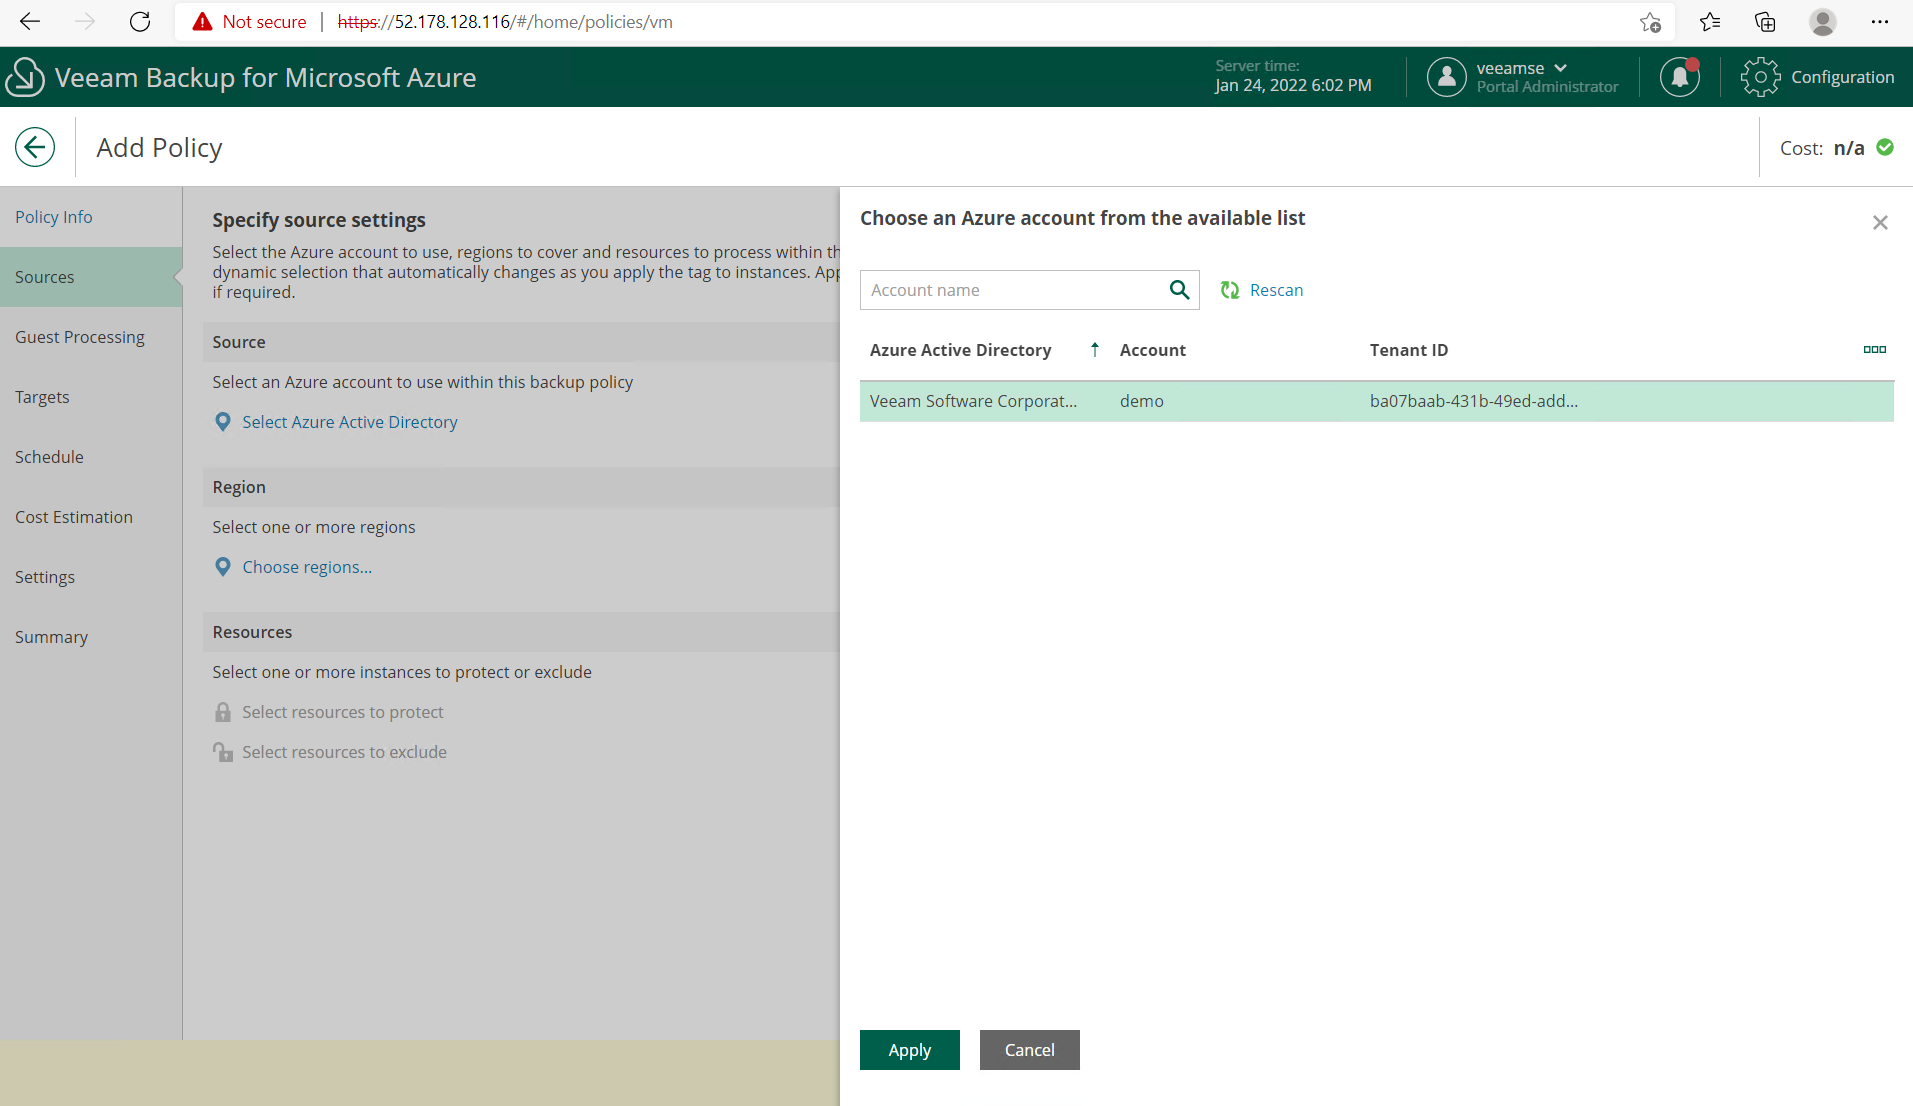 Not secure | https://52.178.128.116/#/home/policies/vm
Veeam Backup for Microsoft Azure
Server time:
Jan 24, 2022 6:02 PM
veeamse
Portal Administrator
Configuration
Add Policy
Cost: n/a
Policy Info
Sources
Guest Processing
Targets
Schedule
Cost Estimation
Settings
Summary
Specify source settings
Select the Azure account to use, regions to cover and resources to process within th
dynamic selection that automatically changes as you apply the tag to instances. App
if required.
Source
Select an Azure account to use within this backup policy
Select Azure Active Directory
Region
Select one or more regions
Choose regions...
Resources
Select one or more instances to protect or exclude
Select resources to protect
Select resources to exclude
Choose an Azure account from the available list
Account name
Rescan
Azure Active Directory Account Tenant ID
Veeam Software Corporat... demo ba07baab-431b-49ed-add...
Apply Cancel